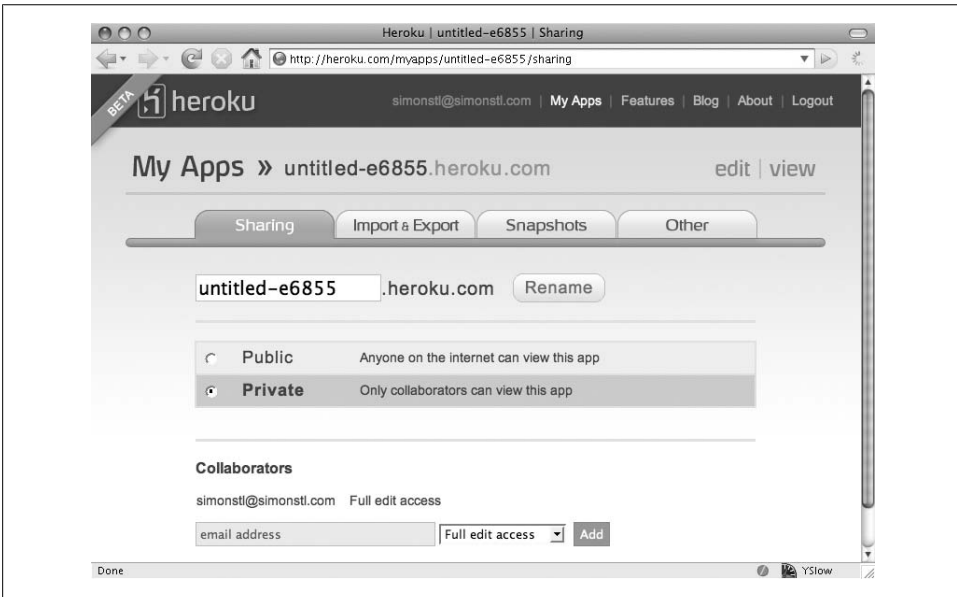 Heroku | untitled-e6855 | Sharing
http://heroku.com/myapps/untitled-e6855/sharing
BETA
heroku
simonstl@simonstl.com | My Apps | Features | Blog | About | Logout
My Apps » untitled-e6855.heroku.com
edit | view
Sharing
Import & Export
Snapshots
Other
untitled-e6855 .heroku.com Rename
Public Anyone on the internet can view this app
Private Only collaborators can view this app
Collaborators
simonstl@simonstl.com Full edit access
email address Full edit access Add
Done YSlow